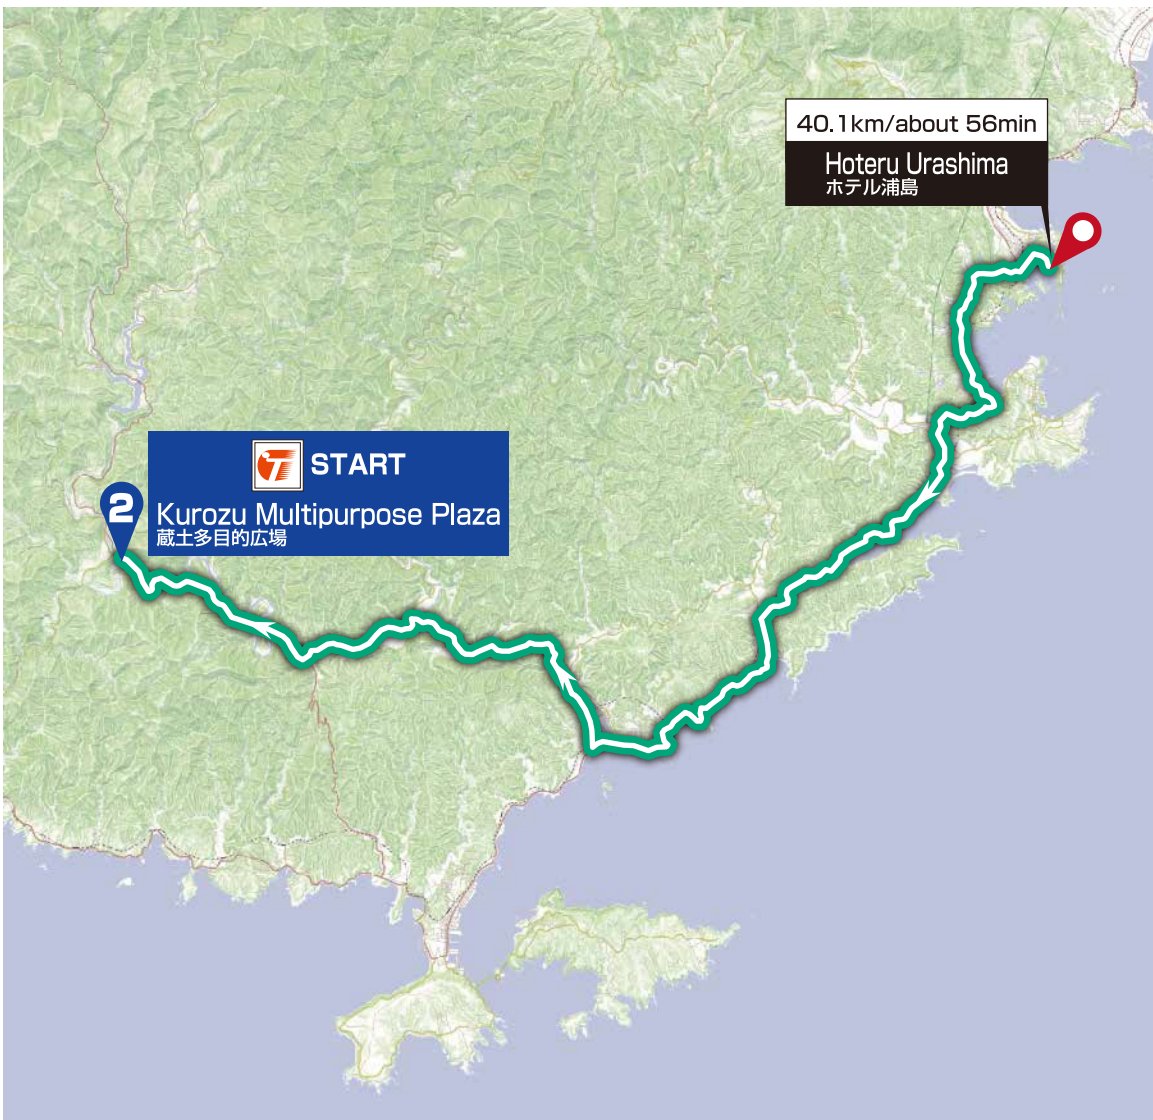 40.1km/about 56min
Hoteru Urashima
ホテル浦島
T START
2
Kurozu Multipurpose Plaza
蔵土多目的広場